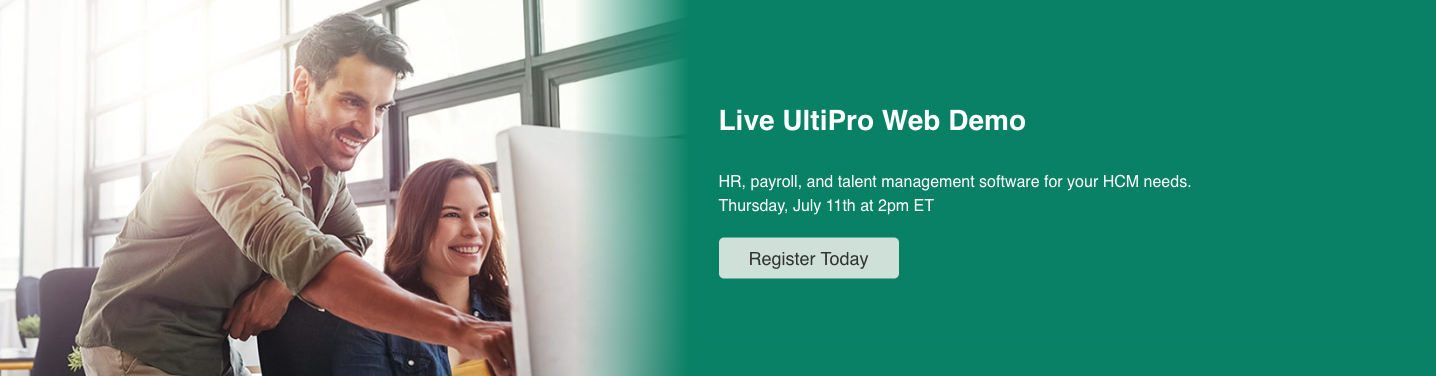 Live UltiPro Web Demo
HR, payroll, and talent management software for your HCM needs.
Thursday, July 11th at 2pm ET
Register Today